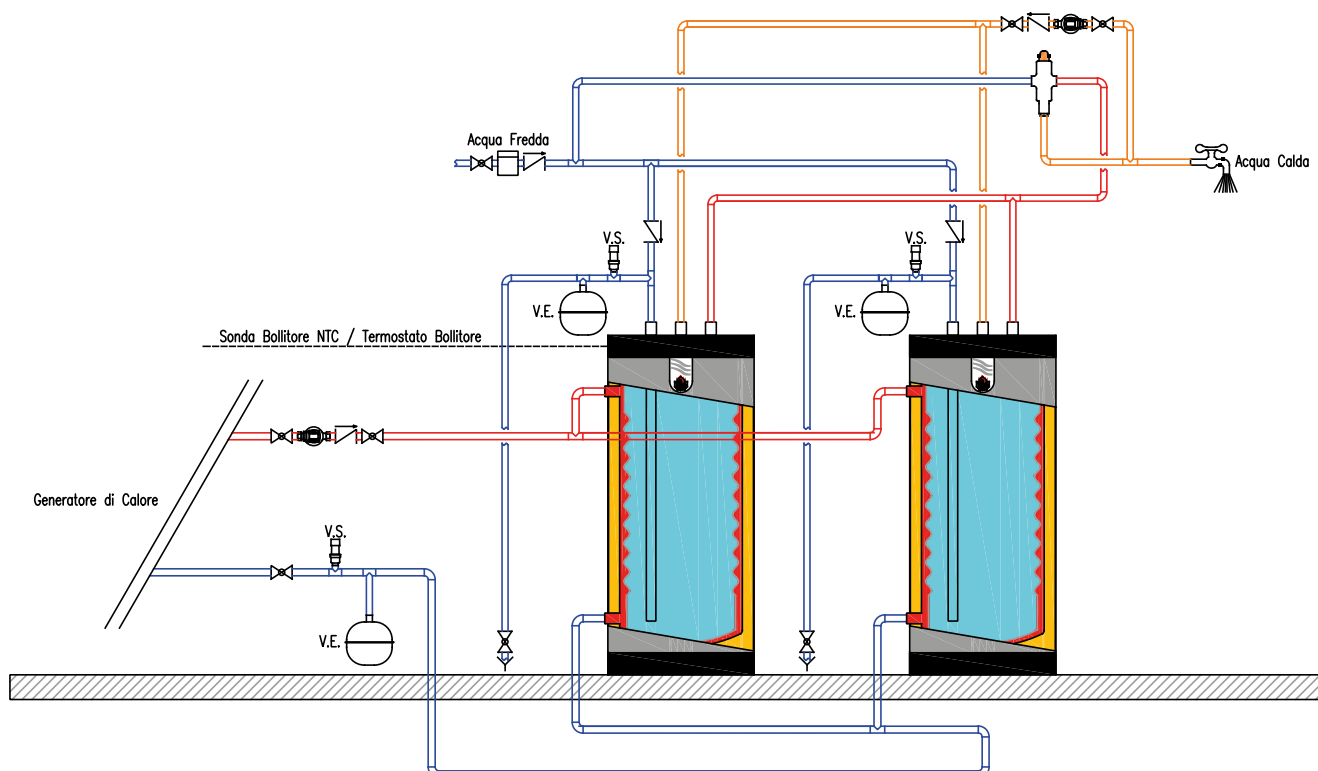 Acqua Fredda
Acqua Calda
V.S.
V.S.
V.E.
V.E.
Sonda Bollitore NTC / Termostato Bollitore
Generatore di Calore
V.S.
V.E.